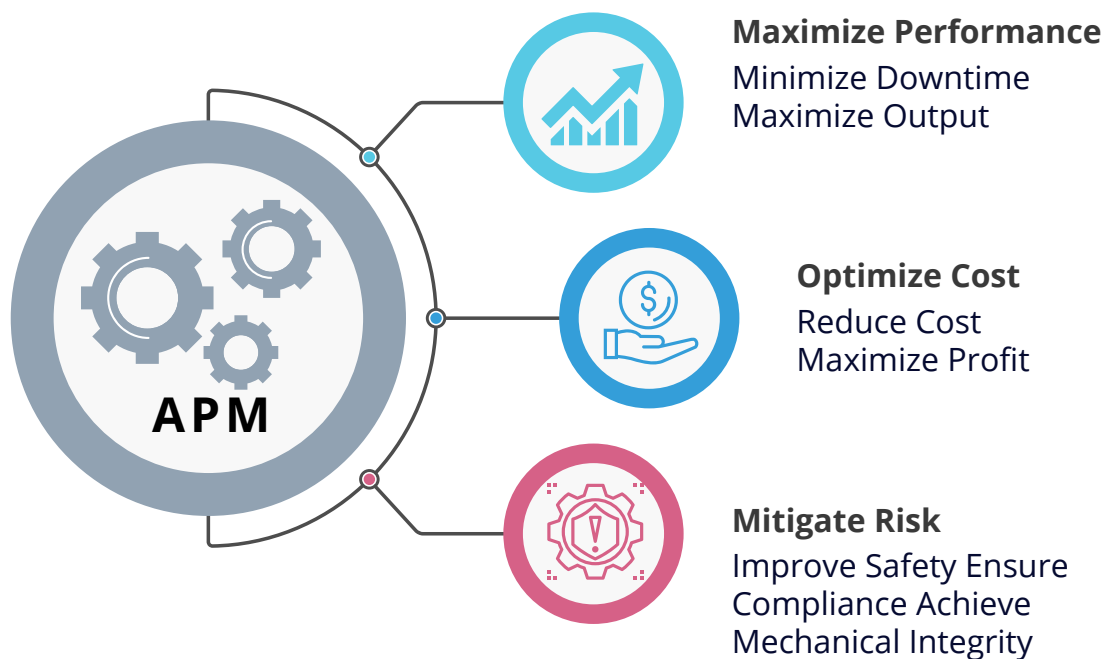 APM
Maximize Performance
Minimize Downtime
Maximize Output
Optimize Cost
Reduce Cost
Maximize Profit
Mitigate Risk
Improve Safety Ensure
Compliance Achieve
Mechanical Integrity